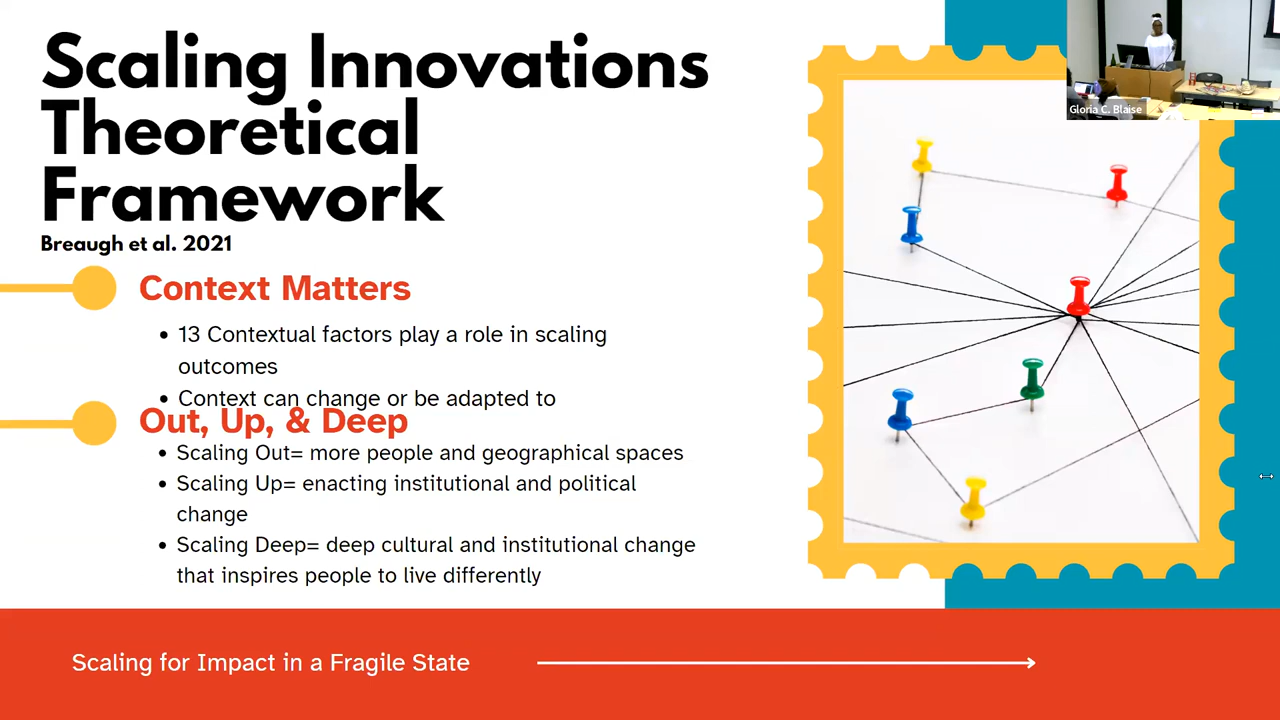 Scaling Innovations
Theoretical
Framework
Breaugh et al. 2021
Context Matters
• 13 Contextual factors play a role in scaling
outcomes
• Context can change or be adapted to
Out, Up, & Deep
• Scaling Out= more people and geographical spaces
• Scaling Up= enacting institutional and political
change
• Scaling Deep= deep cultural and institutional change
that inspires people to live differently
Scaling for Impact in a Fragile State
Gloria C. Blaise